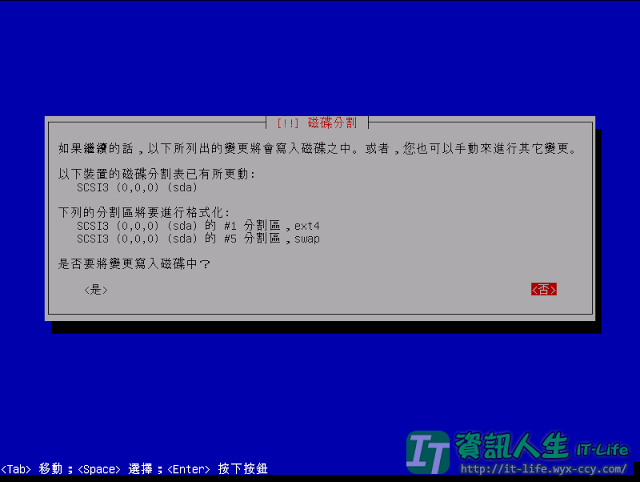 [!!] 磁碟分割
如果繼續的話,以下所列出的變更將會寫入磁碟之中。或者,您也可以手動來進行其它變更。
以下裝置的磁碟分割表已有所更動:
SCSI3 (0,0,0) (sda)
下列的分割區將要進行格式化:
SCSI3 (0,0,0) (sda) 的 #1 分割區,ext4
SCSI3 (0,0,0) (sda) 的 #5 分割區,swap
是否要將變更寫入磁碟中?
<是> <否>
IT 資訊人生 IT-Life
http://it-life.wyx-ccy.com/
<Tab> 移動;<Space> 選擇;<Enter> 按下按鈕